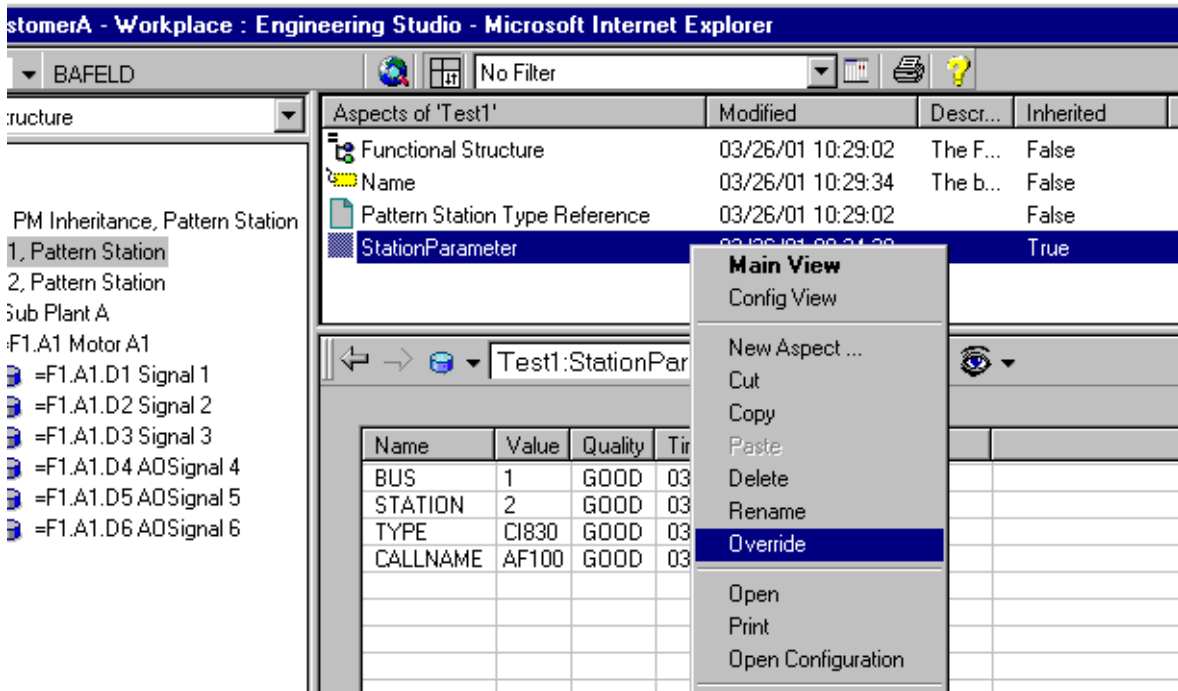 stomerA - Workplace : Engineering Studio - Microsoft Internet Explorer
BAFELD
No Filter
ructure
Aspects of 'Test1' Modified Descr... Inherited
Functional Structure 03/26/01 10:29:02 The F... False
Name 03/26/01 10:29:34 The b... False
Pattern Station Type Reference 03/26/01 10:29:02 False
StationParameter True
PM Inheritance, Pattern Station
1, Pattern Station
2, Pattern Station
Sub Plant A
=F1.A1 Motor A1
=F1.A1.D1 Signal 1
=F1.A1.D2 Signal 2
=F1.A1.D3 Signal 3
=F1.A1.D4 AOSignal 4
=F1.A1.D5 AOSignal 5
=F1.A1.D6 AOSignal 6
Test1:StationPar
Name Value Quality Tir
BUS 1 GOOD 03
STATION 2 GOOD 03
TYPE CI830 GOOD 03
CALLNAME AF100 GOOD 03
Main View
Config View
New Aspect ...
Cut
Copy
Paste
Delete
Rename
Override
Open
Print
Open Configuration